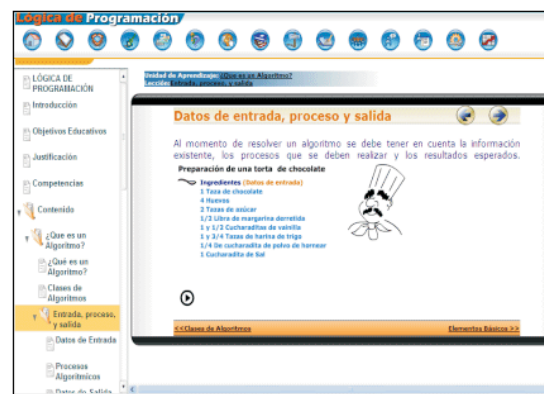 Lógica de Programación
LÓGICA DE
PROGRAMACIÓN
Introducción
Objetivos Educativos
Justificación
Competencias
Contenido
¿Que es un
Algoritmo?
¿Qué es un
Algoritmo?
Clases de
Algoritmos
Entrada, proceso,
y salida
Datos de Entrada
Procesos
Algorítmicos
Datos de Salida
Unidad de Aprendizaje: ¿Que es un Algoritmo?
Lección: Entrada, proceso, y salida
Datos de entrada, proceso y salida
Al momento de resolver un algoritmo se debe tener en cuenta la información
existente, los procesos que se deben realizar y los resultados esperados.
Preparación de una torta de chocolate
Ingredientes (Datos de entrada)
1 Taza de chocolate
4 Huevos
2 Tazas de azúcar
1/2 Libra de margarina derretida
1 y 1/2 Cucharaditas de vainilla
1 y 3/4 Tazas de harina de trigo
1/4 De cucharadita de polvo de hornear
1 Cucharadita de Sal
<<Clases de Algoritmos
Elementos Básicos >>